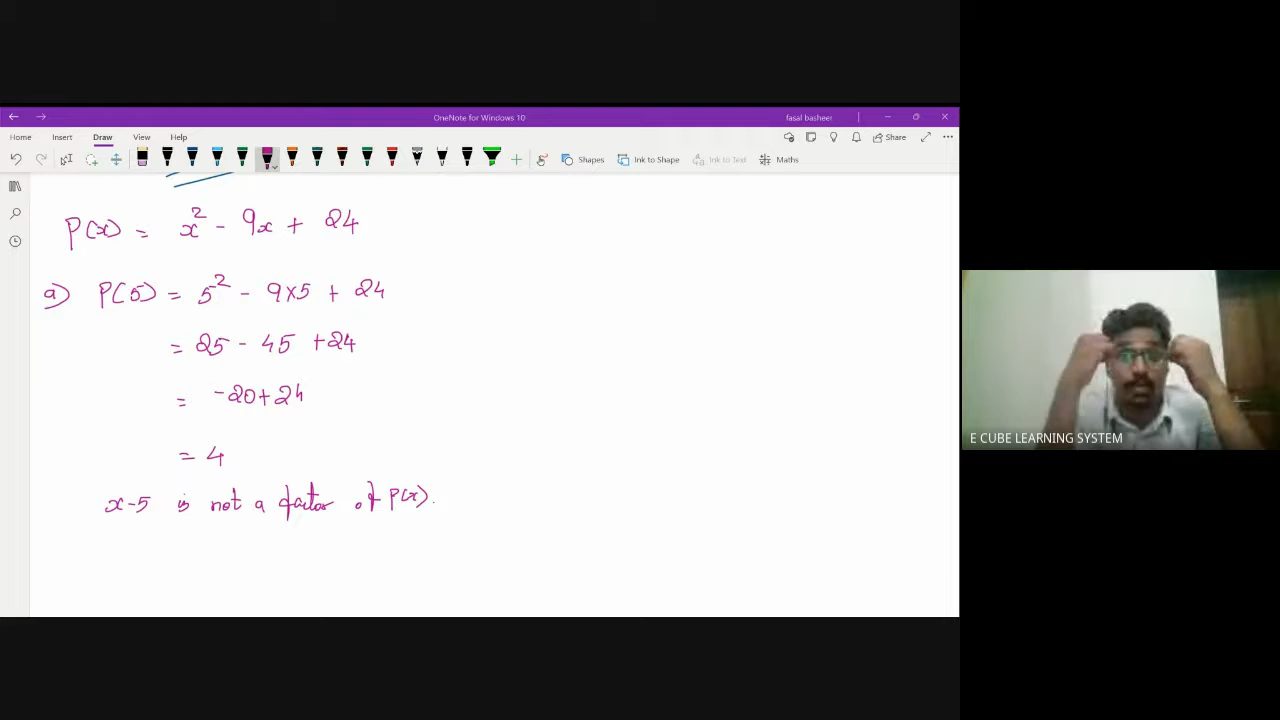 OneNote for Windows 10
fasal basheer
Home Insert Draw View Help
Share
Shapes Ink to Shape Ink to Text Maths
P(x) = x² - 9x + 24
a) P(5) = 5² - 9x5 + 24
= 25 - 45 + 24
= -20+24
= 4
x-5 is not a factor of P(x).
E CUBE LEARNING SYSTEM